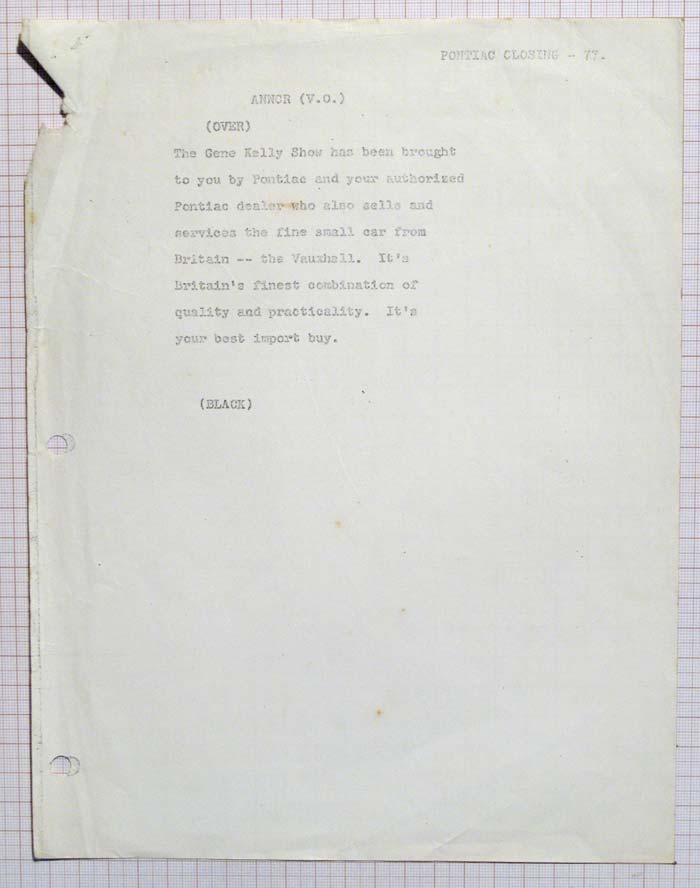 PONTIAC CLOSING - 77.
ANNCR (V.O.)
(OVER)
The Gene Kelly Show has been brought
to you by Pontiac and your authorized
Pontiac dealer who also sells and
services the fine small car from
Britain -- the Vauxhall.  It's
Britain's finest combination of
quality and practicality.  It's
your best import buy.
(BLACK)